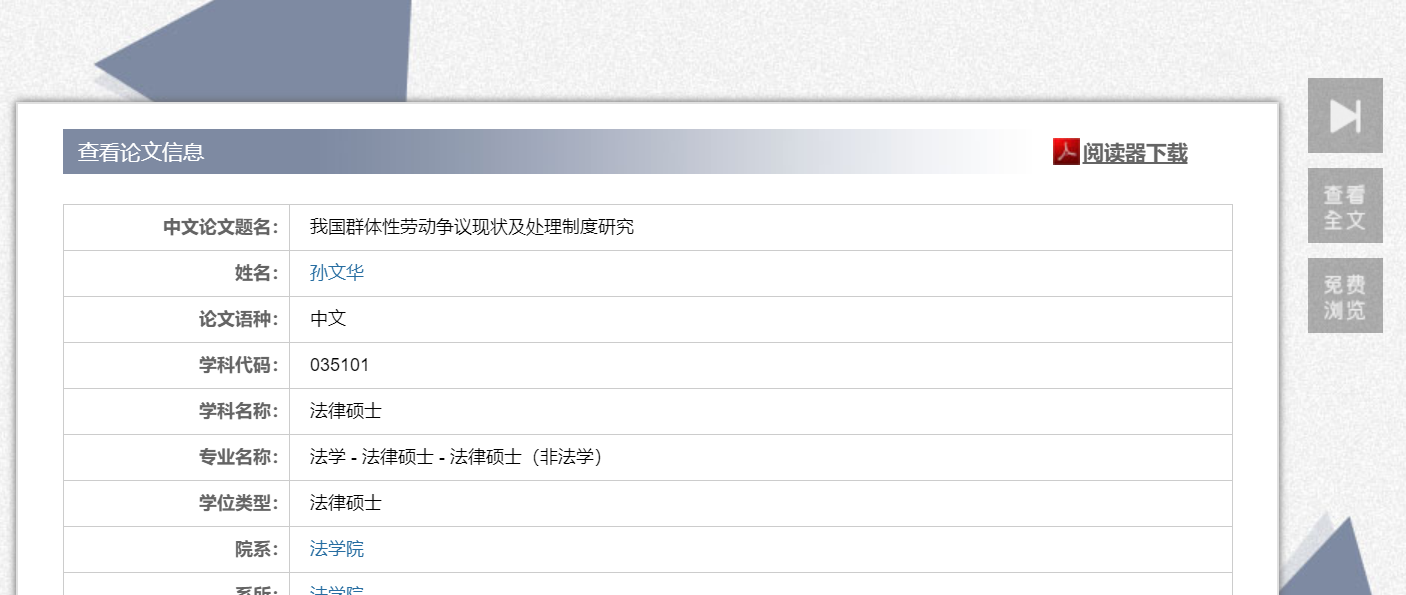 查看论文信息
阅读器下载
中文论文题名： 我国群体性劳动争议现状及处理制度研究
姓名： 孙文华
论文语种： 中文
学科代码： 035101
学科名称： 法律硕士
专业名称： 法学 - 法律硕士 - 法律硕士（非法学）
学位类型： 法律硕士
院系： 法学院
系所： 法学院
查看
全文
免费
浏览